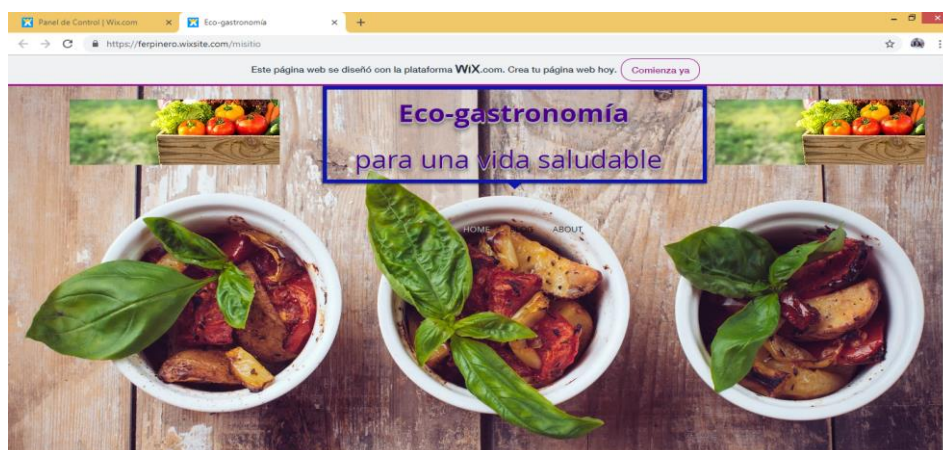 Panel de Control | Wix.com
Eco-gastronomía
https://ferpinero.wixsite.com/misitio
Este página web se diseñó con la plataforma WiX.com. Crea tu página web hoy. Comienza ya
Eco-gastronomía
para una vida saludable
HOME BLOG ABOUT